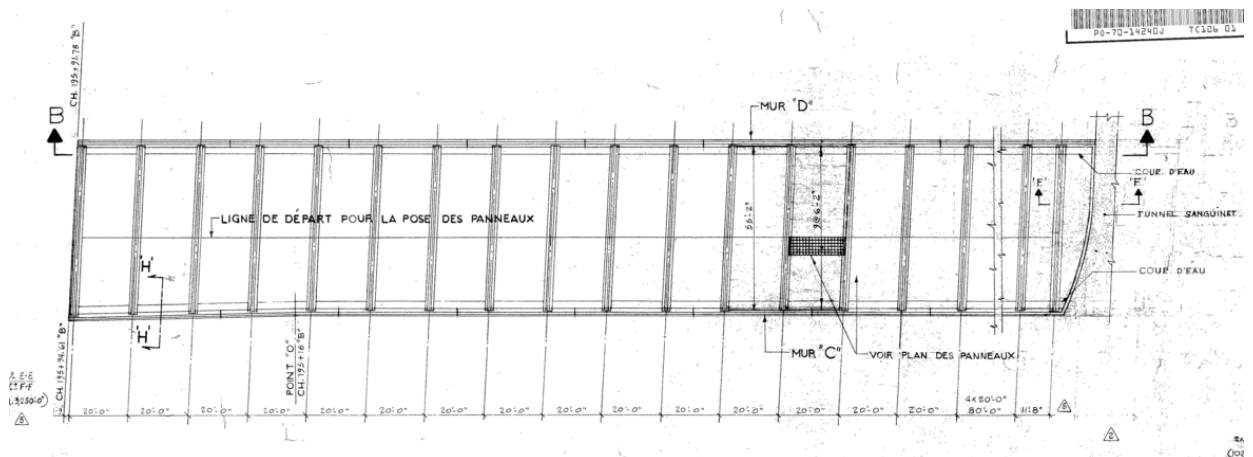 PO-70-14240J TC106 01
CH. 195+91.78 "B"
B
MUR "D"
B
COUR D'EAU
'E'
'E'
TUNNEL SANGUINET
LIGNE DE DÉPART POUR LA POSE DES PANNEAUX
55'-2"
'H'
COUR D'EAU
'H'
MUR "C"
VOIR PLAN DES PANNEAUX
CH. 195+94.61 "B"
POINT "O"
CH. 195+18 "B"
E-E
F-F
20'-0" 20'-0" 20'-0" 20'-0" 20'-0" 20'-0" 20'-0" 20'-0" 20'-0" 20'-0" 20'-0" 20'-0" 20'-0" 20'-0" 20'-0"
4X20'-0"
80'-0"
11'-8"